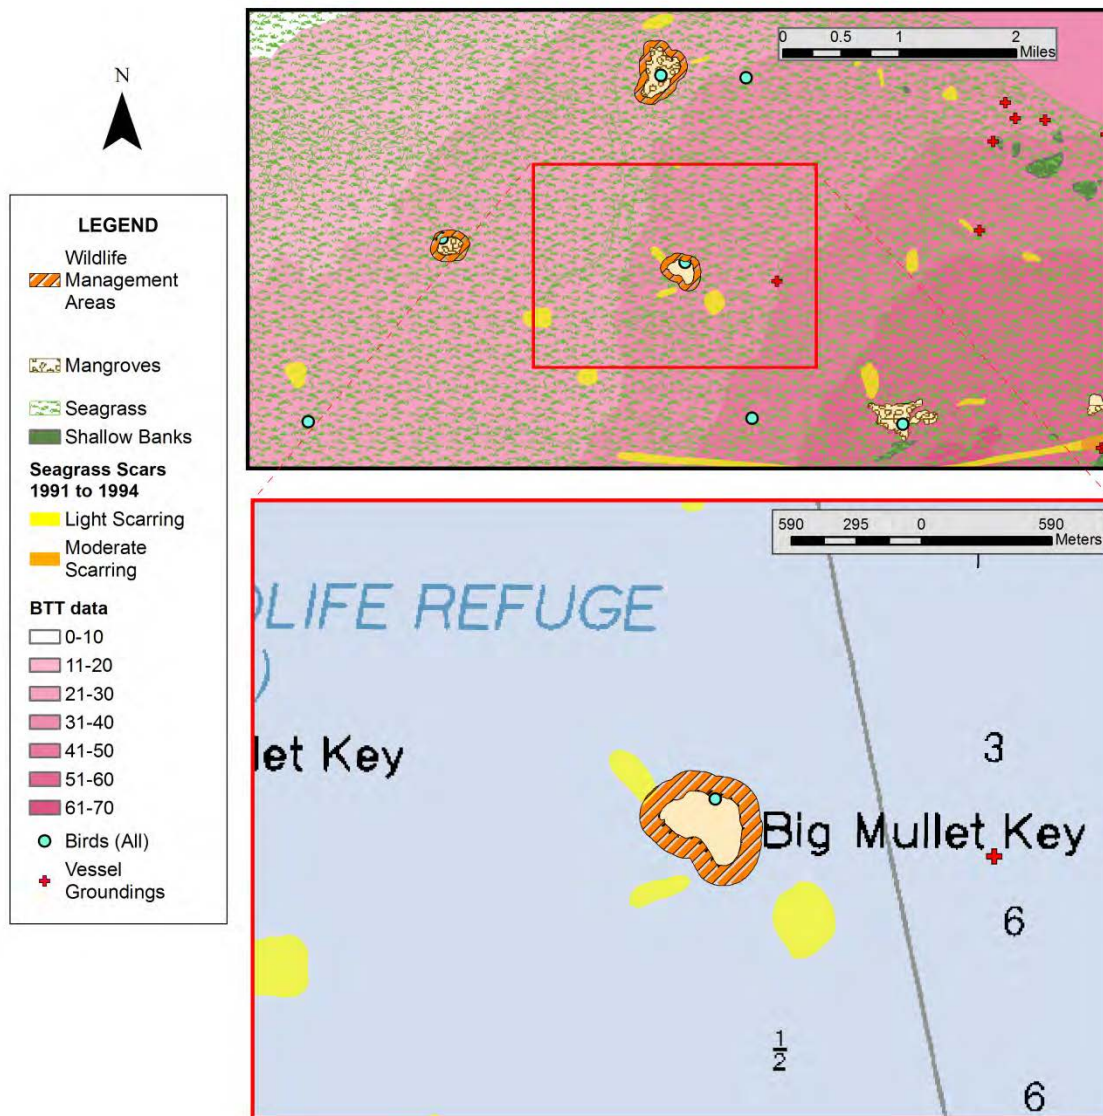 N
0 0.5 1 2
Miles
LEGEND
Wildlife
Management
Areas
Mangroves
Seagrass
Shallow Banks
Seagrass Scars
1991 to 1994
Light Scarring
Moderate
Scarring
BTT data
0-10
11-20
21-30
31-40
41-50
51-60
61-70
Birds (All)
Vessel
Groundings
590 295 0 590
Meters
DLIFE REFUGE
)
let Key
3
Big Mullet Key
6
1/2
6